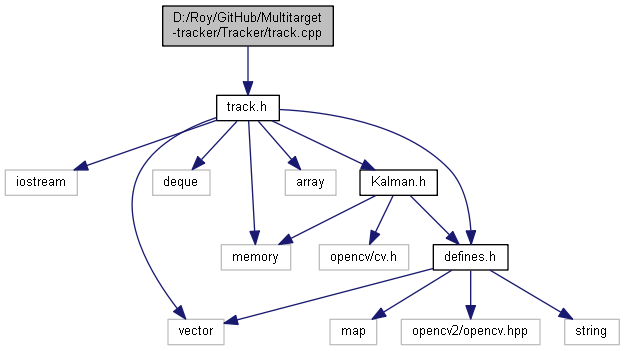 D:/Roy/GitHub/Multitarget
-tracker/Tracker/track.cpp
track.h
iostream
deque
array
Kalman.h
memory
opencv/cv.h
defines.h
vector
map
opencv2/opencv.hpp
string